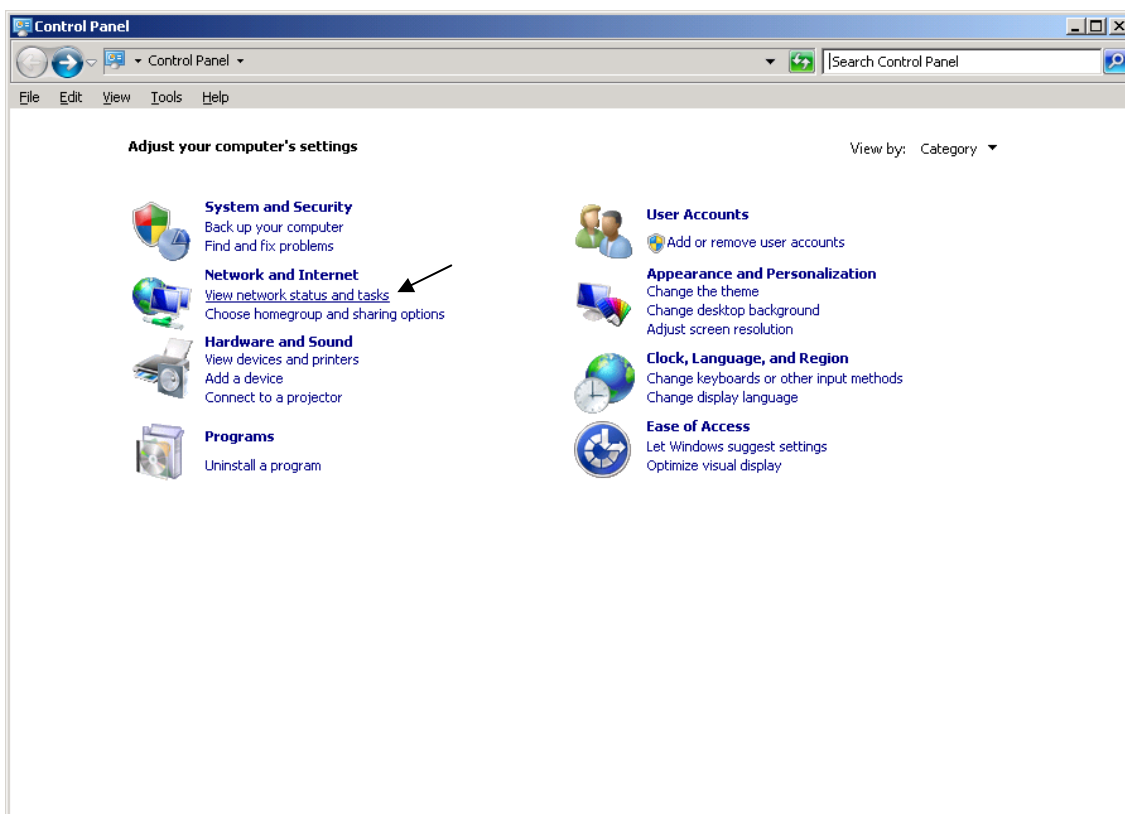 Control Panel
Control Panel
Search Control Panel
File Edit View Tools Help
Adjust your computer's settings
View by: Category
System and Security
Back up your computer
Find and fix problems
Network and Internet
View network status and tasks
Choose homegroup and sharing options
Hardware and Sound
View devices and printers
Add a device
Connect to a projector
Programs
Uninstall a program
User Accounts
Add or remove user accounts
Appearance and Personalization
Change the theme
Change desktop background
Adjust screen resolution
Clock, Language, and Region
Change keyboards or other input methods
Change display language
Ease of Access
Let Windows suggest settings
Optimize visual display